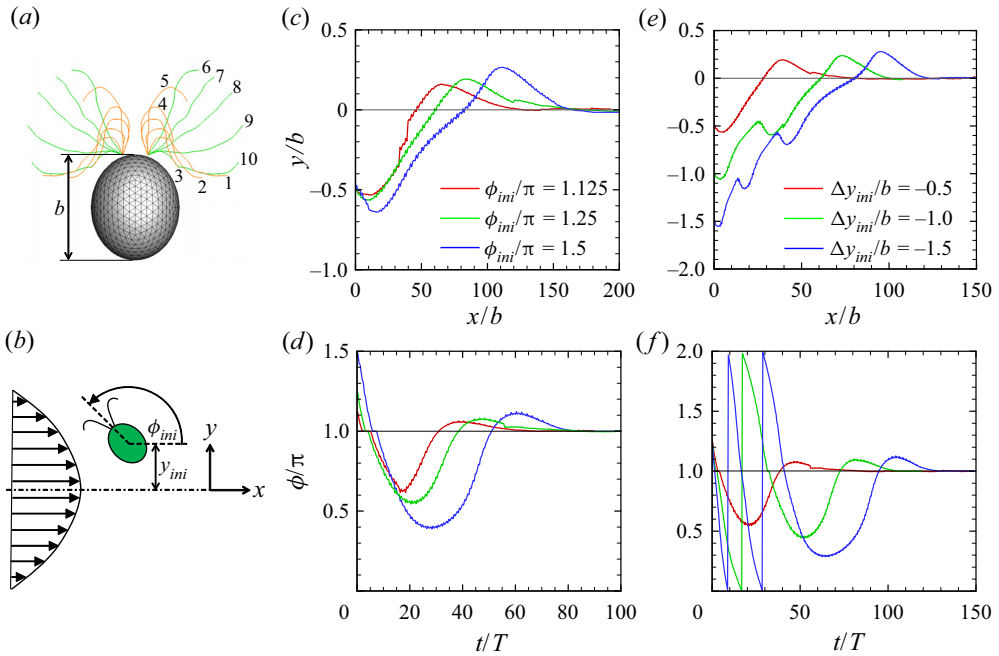 (a)
6
5
7
4
8
9
10
3
2
1
b
(b)
ϕini
yini
y
x
(c)
0.5
0
–0.5
–1.0
y/b
ϕini/π = 1.125
ϕini/π = 1.25
ϕini/π = 1.5
0 50 100 150 200
x/b
(e)
0.5
0
–0.5
–1.0
–1.5
–2.0
Δyini/b = –0.5
Δyini/b = –1.0
Δyini/b = –1.5
0 50 100 150
x/b
(d)
1.5
1.0
0.5
ϕ/π
0 20 40 60 80 100
t/T
(f)
2.0
1.5
1.0
0.5
0 50 100 150
t/T